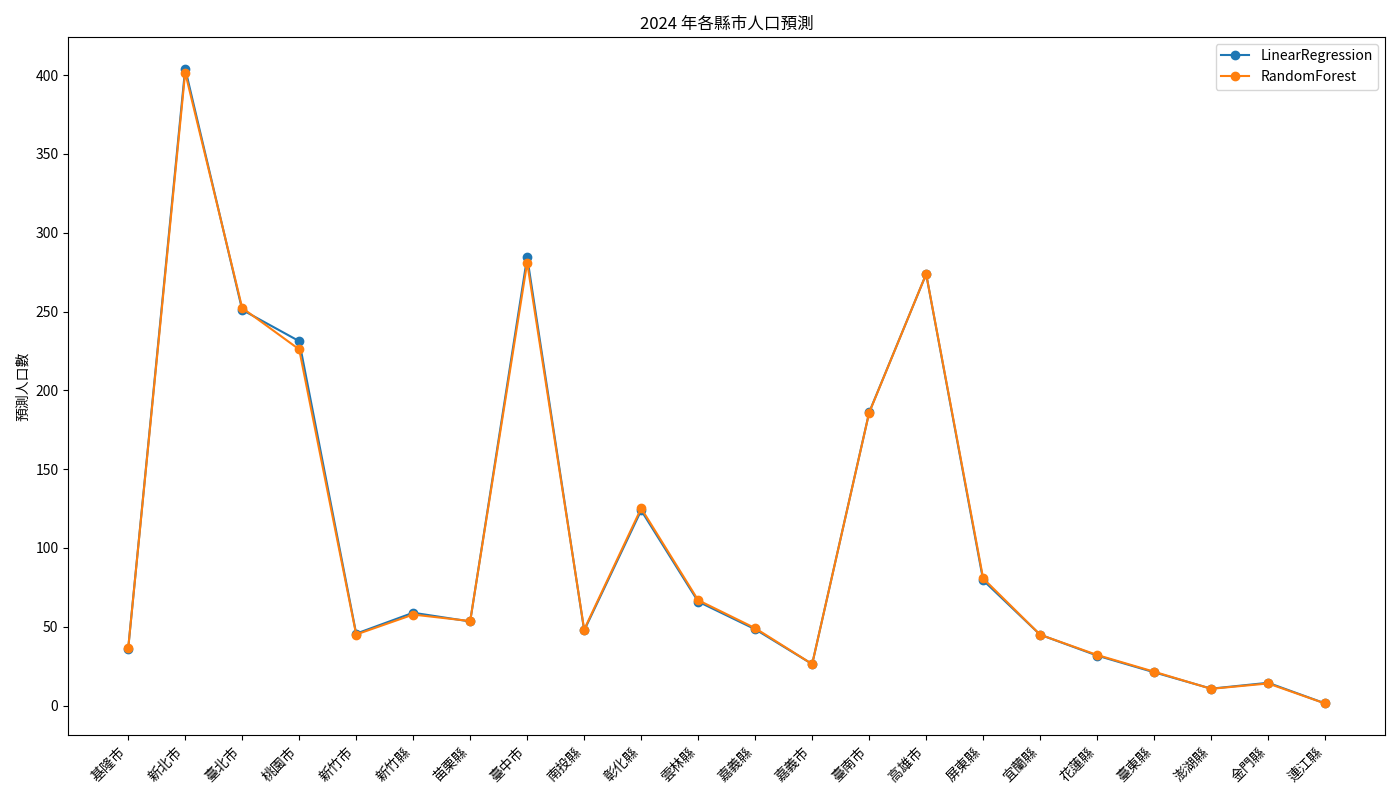 2024 年各縣市人口預測
LinearRegression
RandomForest
預測人口數
400
350
300
250
200
150
100
50
0
基隆市
新北市
臺北市
桃園市
新竹市
新竹縣
苗栗縣
臺中市
南投縣
彰化縣
雲林縣
嘉義縣
嘉義市
臺南市
高雄市
屏東縣
宜蘭縣
花蓮縣
臺東縣
澎湖縣
金門縣
連江縣